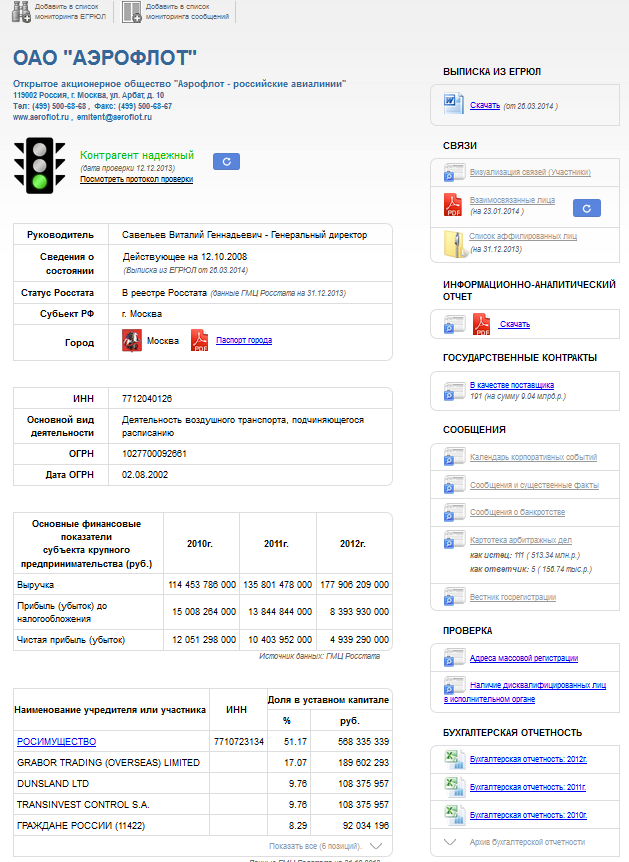 Добавить в список
мониторинга ЕГРЮЛ
Добавить в список
мониторинга сообщений
ОАО "АЭРОФЛОТ"
Открытое акционерное общество "Аэрофлот - российские авиалинии"
119002 Россия, г. Москва, ул. Арбат, д. 10
Тел: (499) 500-68-68 , Факс: (499) 500-68-67
www.aeroflot.ru , emitent@aeroflot.ru
Контрагент надежный
(дата проверки 12.12.2013)
Посмотреть протокол проверки
Руководитель Савельев Виталий Геннадьевич - Генеральный директор
Сведения о состоянии Действующее на 12.10.2008
(Выписка из ЕГРЮЛ от 26.03.2014)
Статус Росстата В реестре Росстата (данные ГМЦ Росстата на 31.12.2013)
Субъект РФ г. Москва
Город Москва PDF Паспорт города
ИНН 7712040126
Основной вид деятельности Деятельность воздушного транспорта, подчиняющегося
расписанию
ОГРН 1027700092661
Дата ОГРН 02.08.2002
Основные финансовые
показатели
субъекта крупного
предпринимательства (руб.) 2010г. 2011г. 2012г.
Выручка 114 453 786 000 135 801 478 000 177 906 209 000
Прибыль (убыток) до
налогообложения 15 008 264 000 13 844 844 000 8 393 930 000
Чистая прибыль (убыток) 12 051 298 000 10 403 952 000 4 939 290 000
Источник данных: ГМЦ Росстата
Наименование учредителя или участника ИНН Доля в уставном капитале
% руб.
РОСИМУЩЕСТВО 7710723134 51.17 568 335 339
GRABOR TRADING (OVERSEAS) LIMITED 17.07 189 602 293
DUNSLAND LTD 9.76 108 375 957
TRANSINVEST CONTROL S.A. 9.76 108 375 957
ГРАЖДАНЕ РОССИИ (11422) 8.29 92 034 196
Показать все (6 позиций).
ВЫПИСКА ИЗ ЕГРЮЛ
Скачать (от 26.03.2014 )
СВЯЗИ
Визуализация связей (Участники)
PDF Взаимосвязанные лица
(на 23.01.2014 )
Список аффилированных лиц
(на 31.12.2013)
ИНФОРМАЦИОННО-АНАЛИТИЧЕСКИЙ
ОТЧЕТ
PDF Скачать
ГОСУДАРСТВЕННЫЕ КОНТРАКТЫ
В качестве поставщика
191 (на сумму 9.04 млрд.р.)
СООБЩЕНИЯ
Календарь корпоративных событий
Сообщения и существенные факты
Сообщения о банкротстве
Картотека арбитражных дел
как истец: 111 ( 513.34 млн.р.)
как ответчик: 5 ( 156.74 тыс.р.)
Вестник госрегистрации
ПРОВЕРКА
Адреса массовой регистрации
Наличие дисквалифицированных лиц
в исполнительном органе
БУХГАЛТЕРСКАЯ ОТЧЕТНОСТЬ
Бухгалтерская отчетность: 2012г.
Бухгалтерская отчетность: 2011г.
Бухгалтерская отчетность: 2010г.
Архив бухгалтерской отчетности